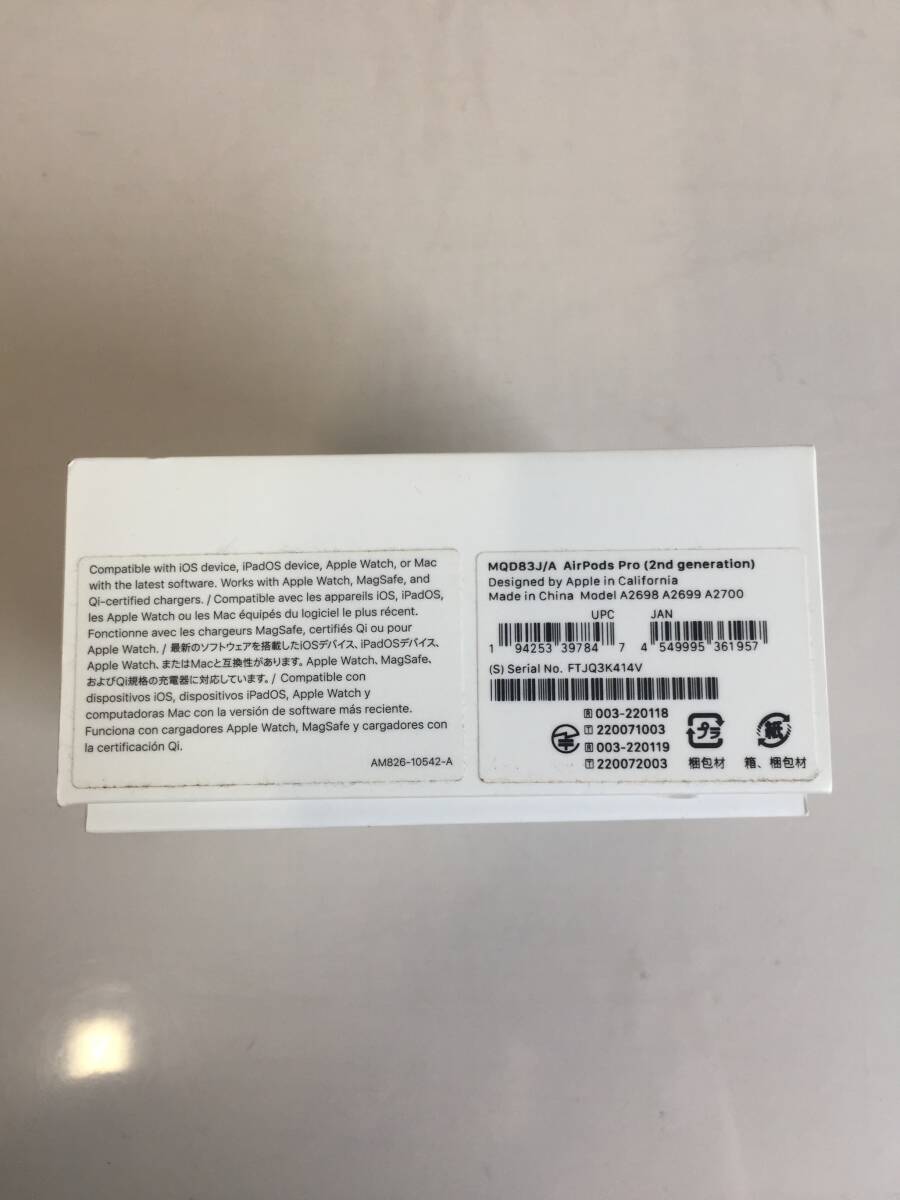 Compatible with iOS device, iPadOS device, Apple Watch, or Mac
with the latest software. Works with Apple Watch, MagSafe, and
Qi-certified chargers. / Compatible avec les appareils iOS, iPadOS,
les Apple Watch ou les Mac équipés du logiciel le plus récent.
Fonctionne avec les chargeurs MagSafe, certifiés Qi ou pour
Apple Watch. / 最新のソフトウェアを搭載したiOSデバイス、iPadOSデバイス、
Apple Watch、またはMacと互換性があります。Apple Watch、MagSafe、
およびQi規格の充電器に対応しています。/ Compatible con
dispositivos iOS, dispositivos iPadOS, Apple Watch y
computadoras Mac con la versión de software más reciente.
Funciona con cargadores Apple Watch, MagSafe y cargadores con
la certificación Qi.
AM826-10542-A
MQD83J/A AirPods Pro (2nd generation)
Designed by Apple in California
Made in China Model A2698 A2699 A2700
UPC JAN
1 94253 39784 7 4 549995 361957
(S) Serial No. FTJQ3K414V
R 003-220118
T 220071003
R 003-220119
T 220072003
プラ
梱包材
紙
箱、梱包材